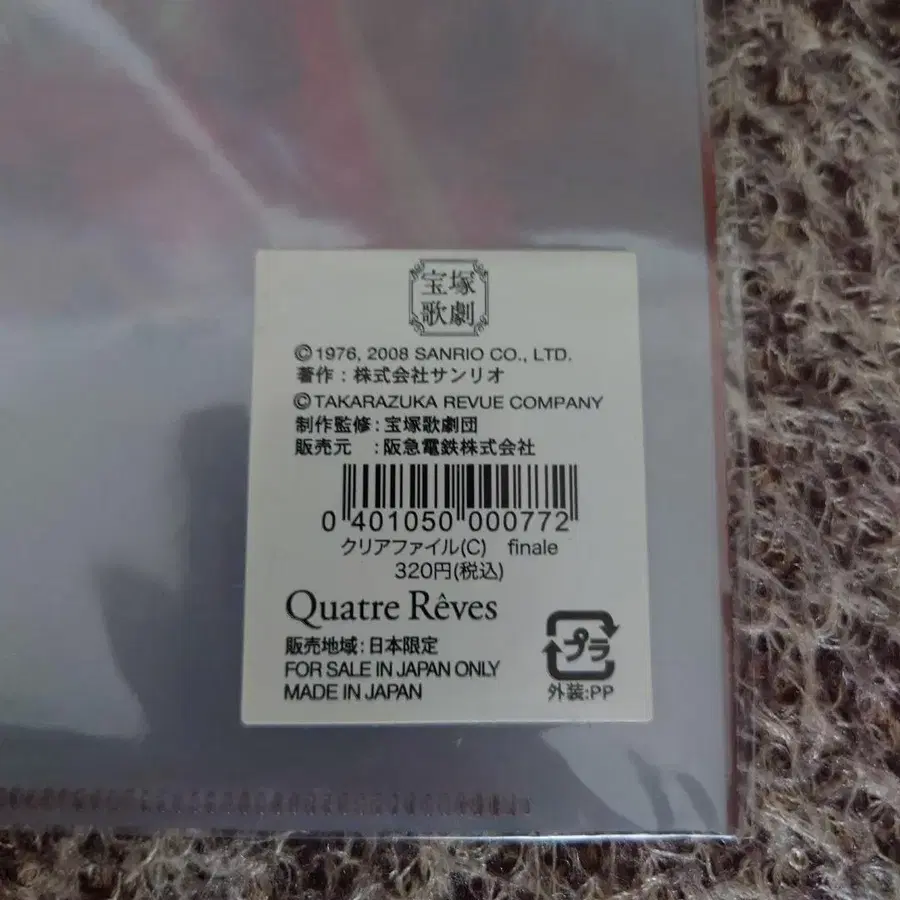 宝塚
歌劇
©1976, 2008 SANRIO CO., LTD.
著作：株式会社サンリオ
©TAKARAZUKA REVUE COMPANY
制作監修：宝塚歌劇団
販売元　：阪急電鉄株式会社
0 401050 000772
クリアファイル(C)　finale
320円(税込)
Quatre Rêves
販売地域：日本限定
FOR SALE IN JAPAN ONLY
MADE IN JAPAN
プラ
外装:PP